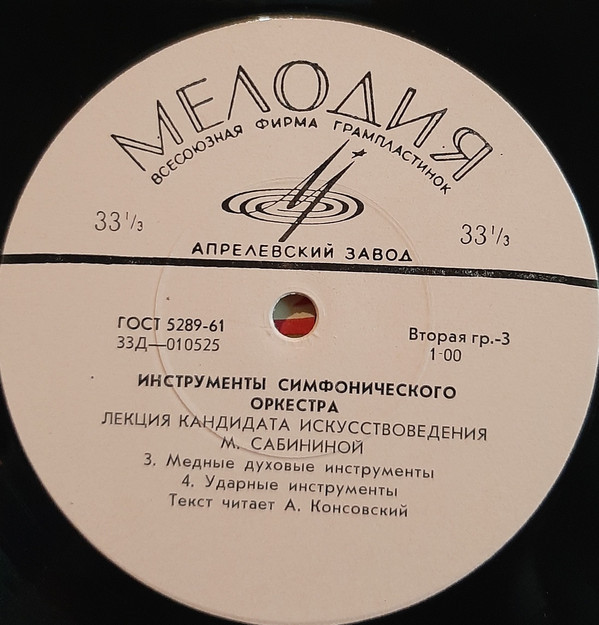 МЕЛОДИЯ
ВСЕСОЮЗНАЯ ФИРМА ГРАМПЛАСТИНОК
33 1/3
33 1/3
АПРЕЛЕВСКИЙ ЗАВОД
ГОСТ 5289-61
Вторая гр.-3
33Д—010525
1-00
ИНСТРУМЕНТЫ СИМФОНИЧЕСКОГО
ОРКЕСТРА
ЛЕКЦИЯ КАНДИДАТА ИСКУССТВОВЕДЕНИЯ
М. САБИНИНОЙ
3. Медные духовые инструменты
4. Ударные инструменты
Текст читает А. Консовский